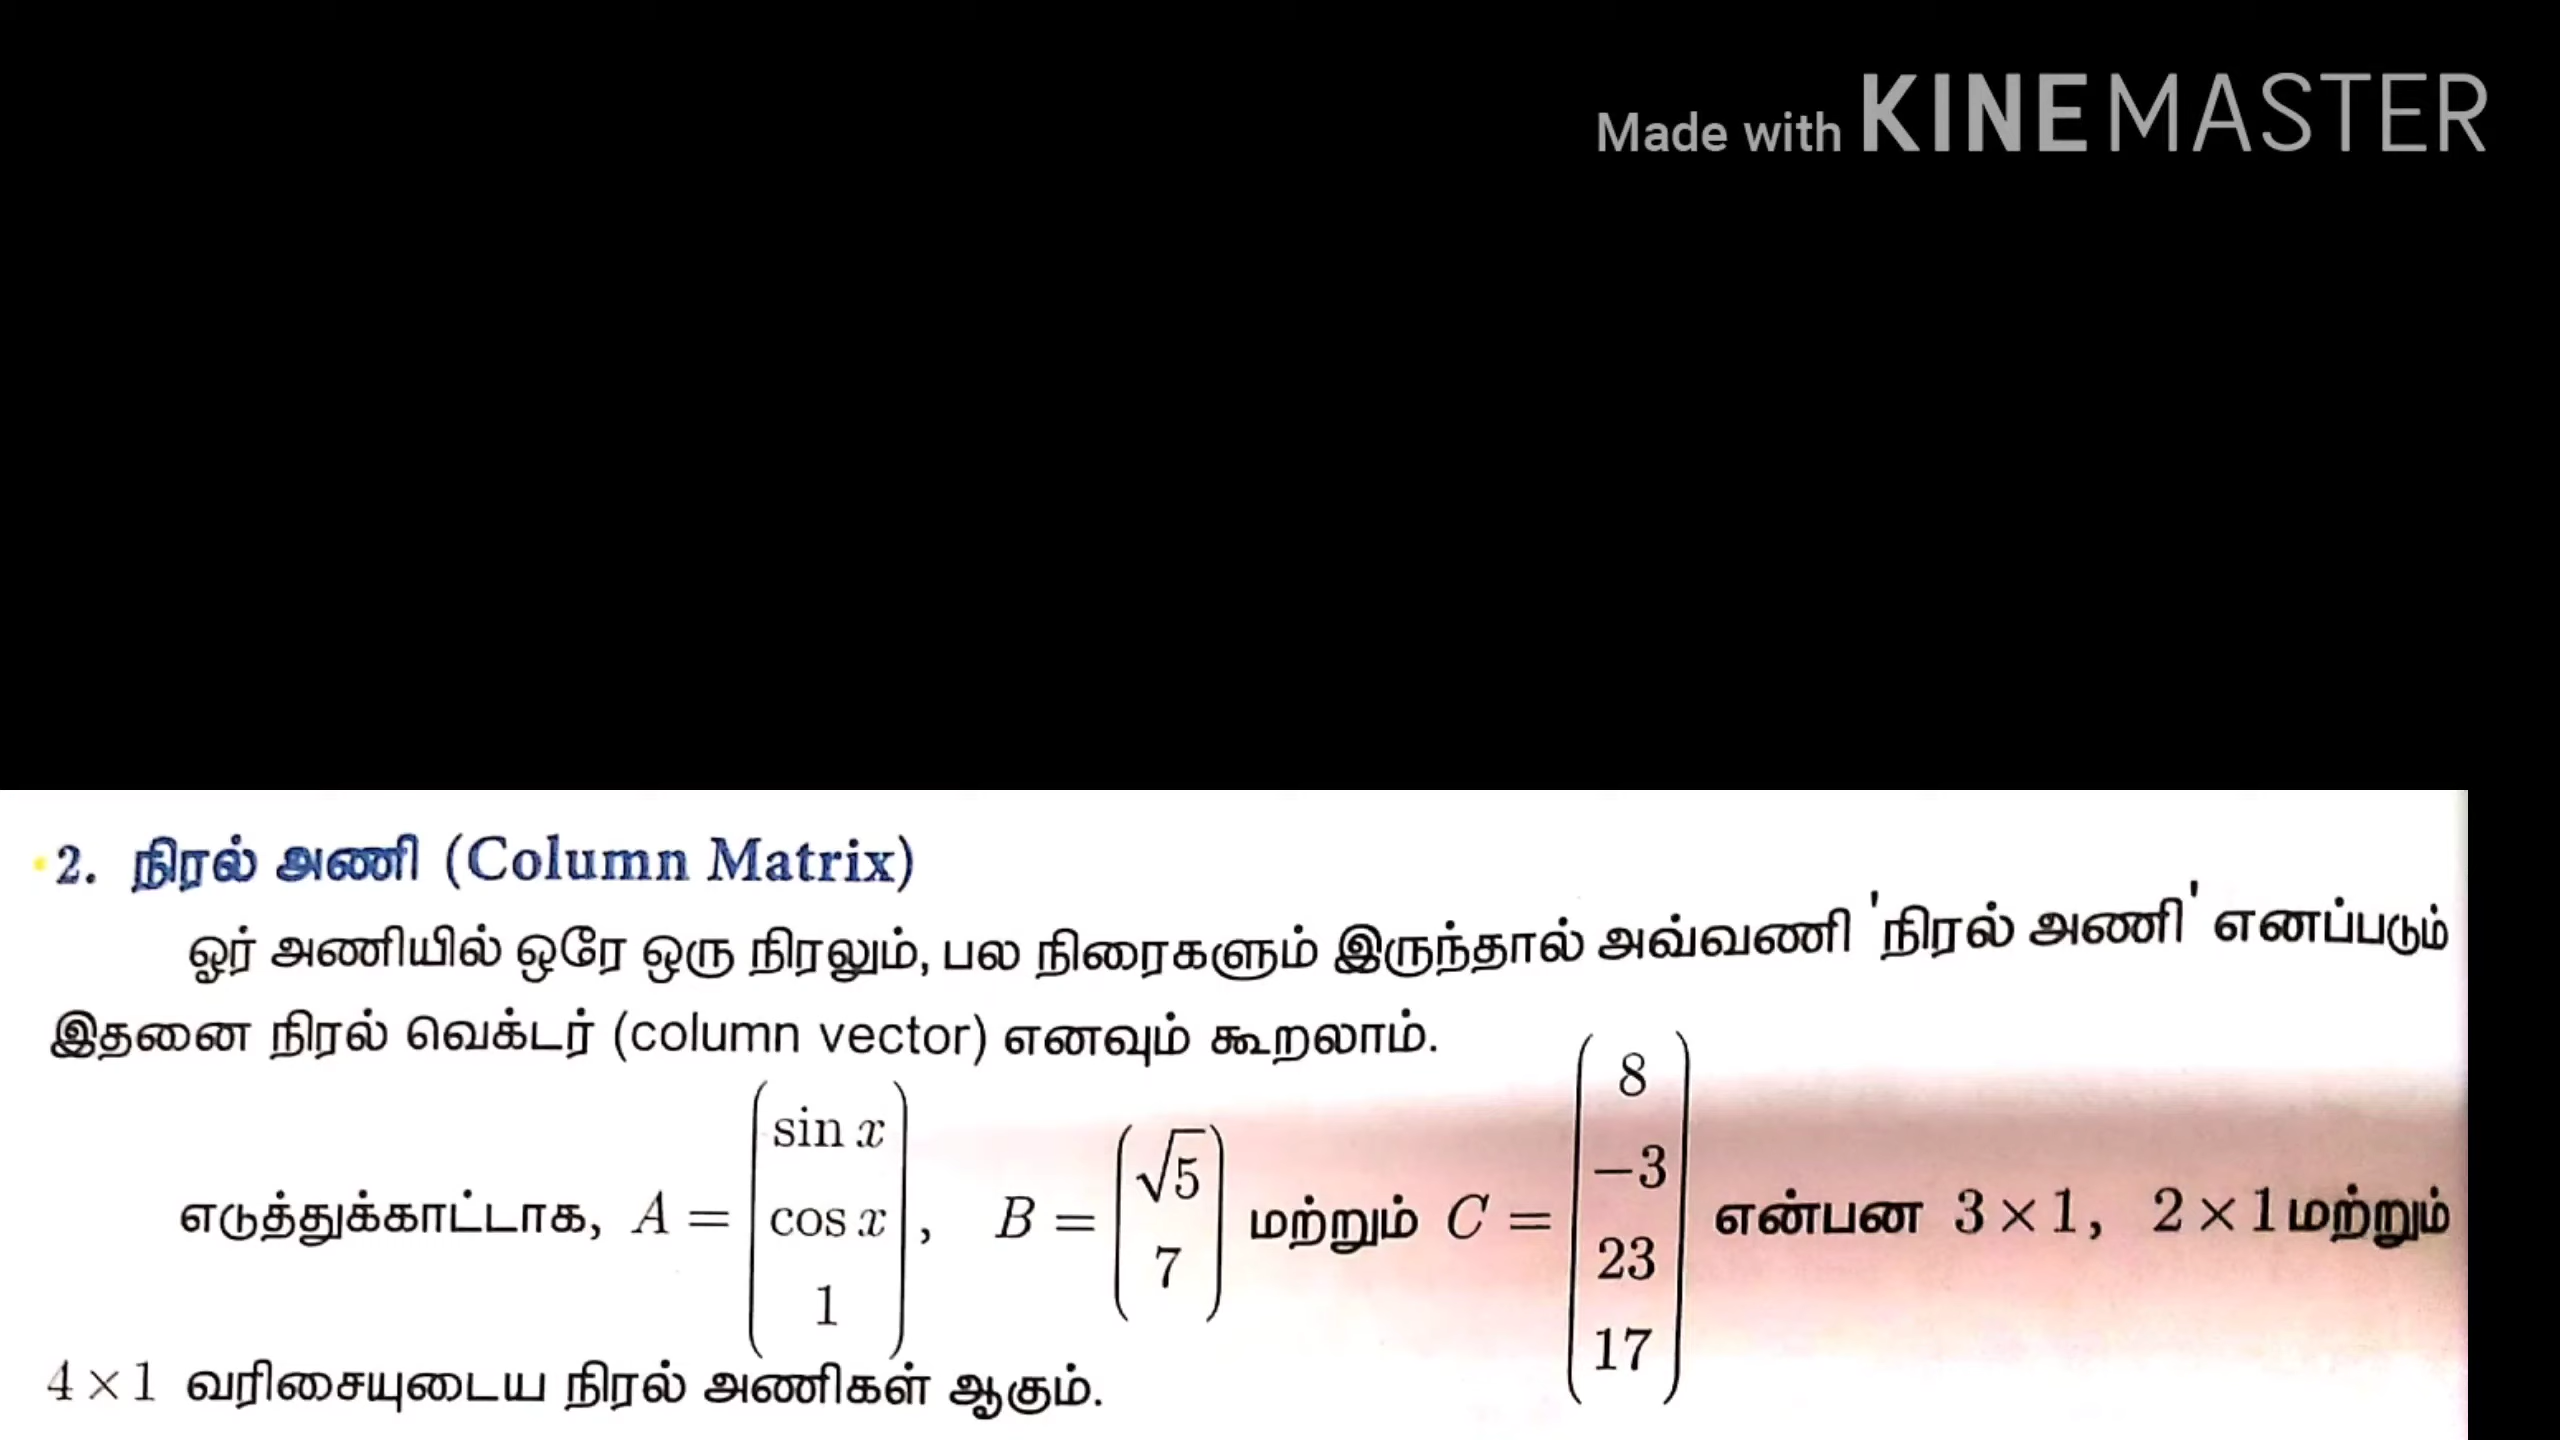 Made with KINEMASTER
2. நிரல் அணி (Column Matrix)
ஓர் அணியில் ஒரே ஒரு நிரலும், பல நிரைகளும் இருந்தால் அவ்வணி 'நிரல் அணி' எனப்படும்
இதனை நிரல் வெக்டர் (column vector) எனவும் கூறலாம்.
எடுத்துக்காட்டாக, A = (sin x cos x 1), B = (√5 7) மற்றும் C = (8 −3 23 17) என்பன 3 × 1, 2 × 1 மற்றும்
4 × 1 வரிசையுடைய நிரல் அணிகள் ஆகும்.